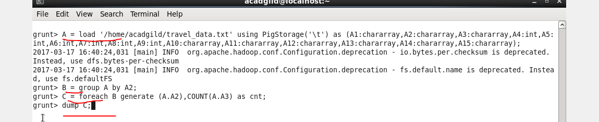 acadgild@localhost:~
File Edit View Search Terminal Help
grunt> A = load '/home/acadgild/travel_data.txt' using PigStorage('\t') as (A1:chararray,A2:chararray,A3:chararray,A4:int,A5:
int,A6:int,A7:int,A8:int,A9:int,A10:chararray,A11:chararray,A12:chararray,A13:chararray,A14:chararray,A15:chararray);
2017-03-17 16:40:24,031 [main] INFO  org.apache.hadoop.conf.Configuration.deprecation - io.bytes.per.checksum is deprecated.
Instead, use dfs.bytes-per-checksum
2017-03-17 16:40:24,031 [main] INFO  org.apache.hadoop.conf.Configuration.deprecation - fs.default.name is deprecated. Instea
d, use fs.defaultFS
grunt> B = group A by A2;
grunt> C = foreach B generate (A.A2),COUNT(A.A3) as cnt;
grunt> dump C;